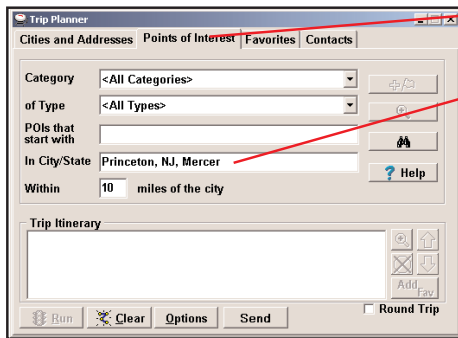 Trip Planner
Cities and Addresses Points of Interest Favorites Contacts
Category <All Categories>
of Type <All Types>
POIs that
start with
In City/State Princeton, NJ, Mercer
Help
Within 10 miles of the city
Trip Itinerary
Add Fav
Round Trip
Run Clear Options Send